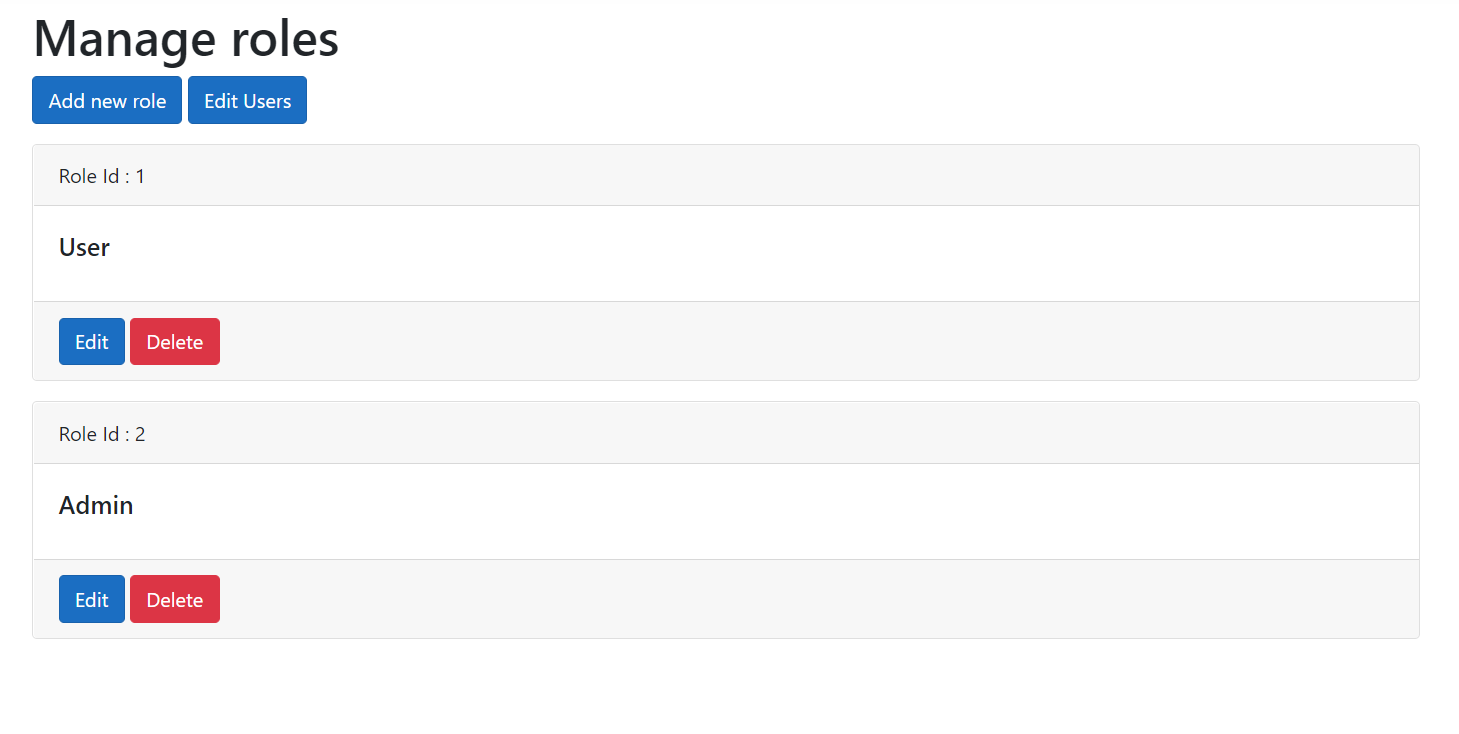 Manage roles
Add new role Edit Users
Role Id : 1
User
Edit Delete
Role Id : 2
Admin
Edit Delete